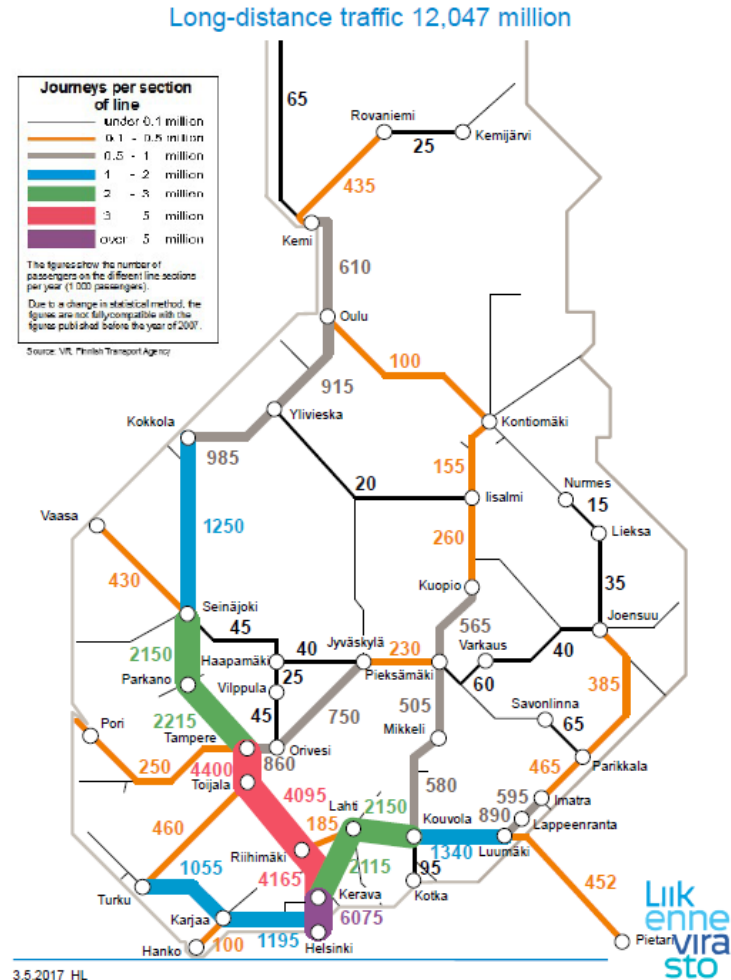 Long-distance traffic 12,047 million
Journeys per section
of line
under 0.1 million
0.1 - 0.5 million
0.5 - 1 million
1 - 2 million
2 - 3 million
3 5 million
over 5 million
The figures show the number of
passengers on the different line sections
per year (1 000 passengers).
Due to a change in statistical method, the
figures are not fully compatible with the
figures published before the year of 2007.
Source: VR, Finnish Transport Agency
65
Rovaniemi
25
Kemijärvi
435
Kemi
610
Oulu
100
915
Ylivieska
Kokkola
985
Kontiomäki
155
20
Iisalmi
Nurmes
15
Lieksa
Vaasa
1250
260
430
Kuopio
35
Seinäjoki
45
565
Joensuu
2150
Haapamäki
40
Jyväskylä
230
Pieksämäki
Varkaus
40
60
Parkano
25
Vilppula
385
2215
45
750
505
Savonlinna
65
Pori
Tampere
Mikkeli
250
860
Orivesi
4400
Toijala
580
465
Parikkala
4095
Lahti
2150
595
Imatra
460
185
Kouvola
890
Lappeenranta
Riihimäki
1340
Luumäki
1055
2115
95
4165
452
Turku
Kerava
Kotka
Karjaa
6075
Hanko
100
1195
Helsinki
Pietari
Liik
enne
vira
sto
3.5.2017 HL